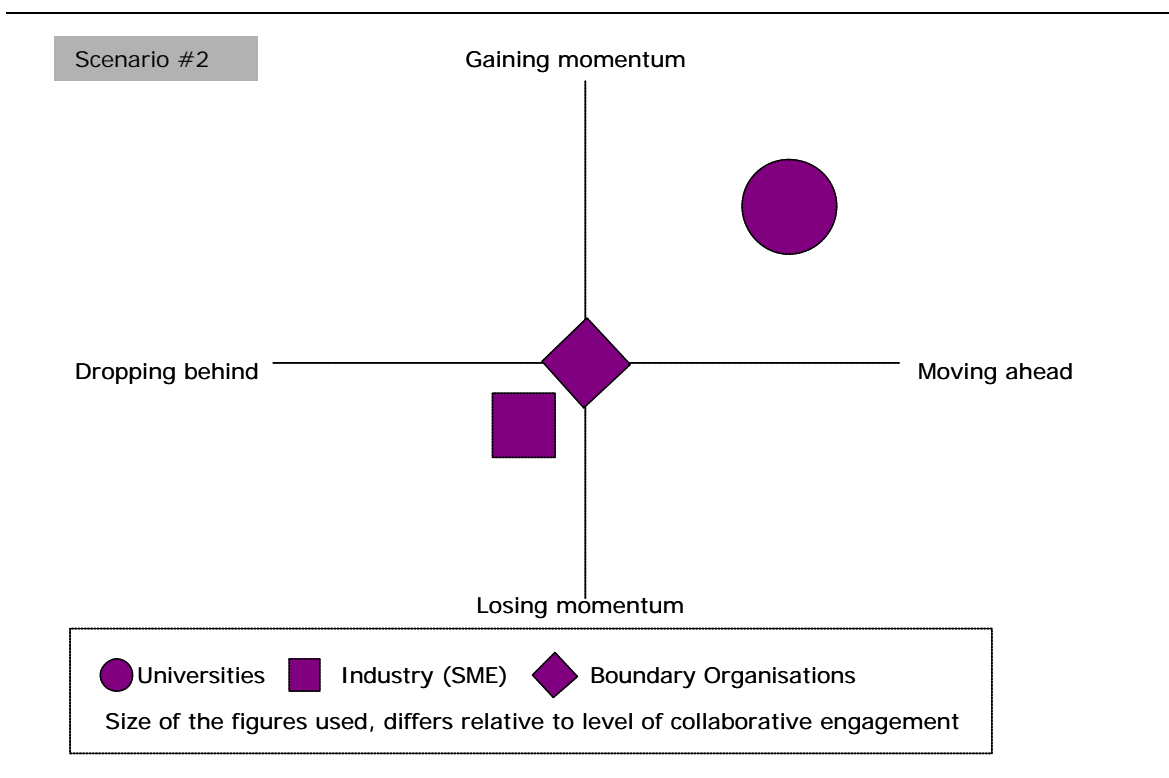 Scenario #2
Gaining momentum
Dropping behind
Moving ahead
Losing momentum
Universities
Industry (SME)
Boundary Organisations
Size of the figures used, differs relative to level of collaborative engagement